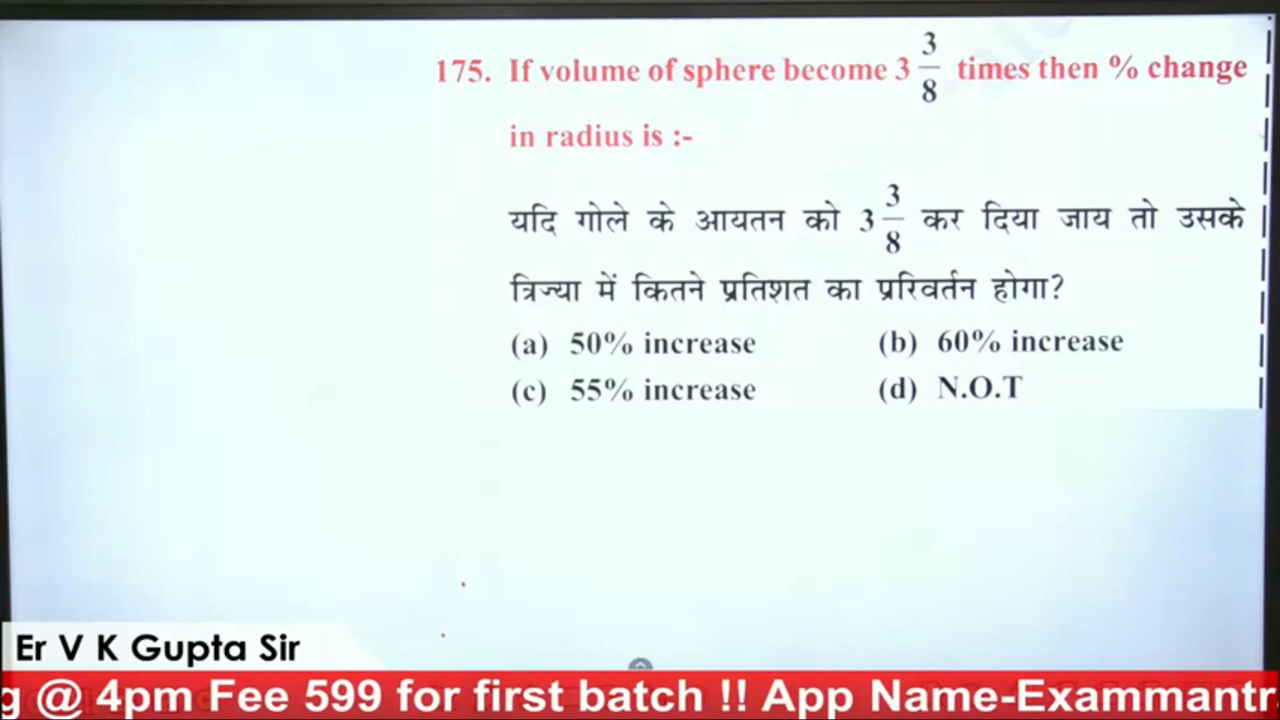 175. If volume of sphere become 3 3/8 times then % change
in radius is :-
यदि गोले के आयतन को 3 3/8 कर दिया जाय तो उसके
त्रिज्या में कितने प्रतिशत का प्ररिवर्तन होगा?
(a) 50% increase (b) 60% increase
(c) 55% increase (d) N.O.T
Er V K Gupta Sir
@ 4pm Fee 599 for first batch !! App Name-Exammantr